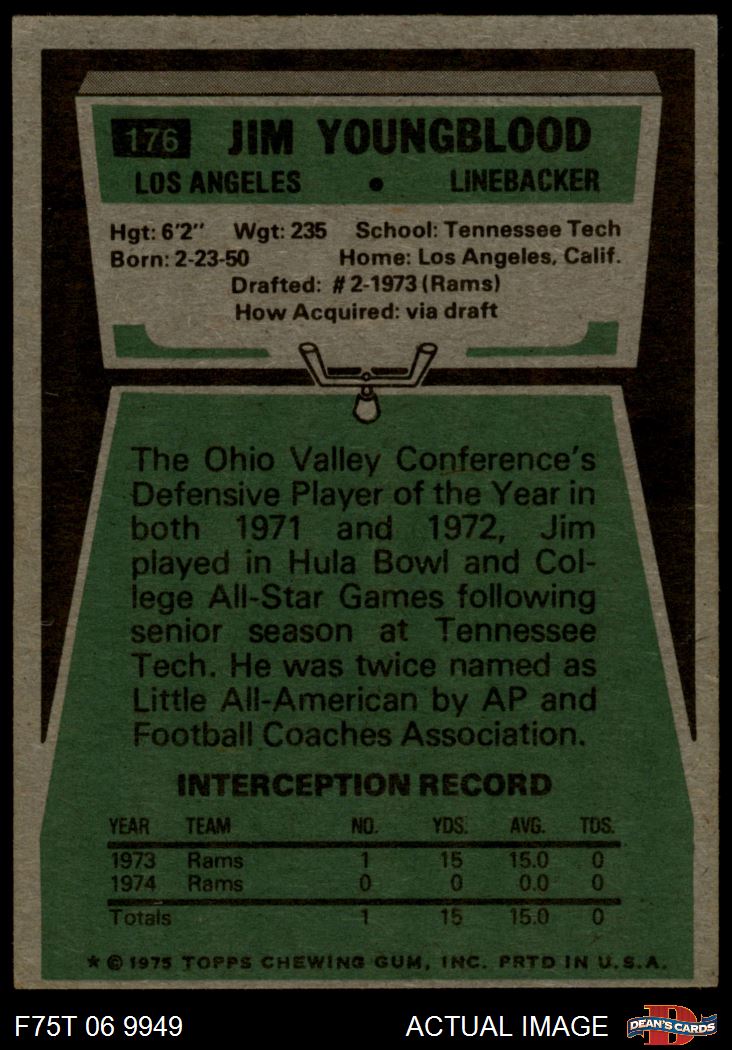 176 JIM YOUNGBLOOD
LOS ANGELES • LINEBACKER
Hgt: 6'2" Wgt: 235 School: Tennessee Tech
Born: 2-23-50 Home: Los Angeles, Calif.
Drafted: #2-1973 (Rams)
How Acquired: via draft
The Ohio Valley Conference's
Defensive Player of the Year in
both 1971 and 1972, Jim
played in Hula Bowl and Col-
lege All-Star Games following
senior season at Tennessee
Tech. He was twice named as
Little All-American by AP and
Football Coaches Association.
INTERCEPTION RECORD
YEAR TEAM NO. YDS. AVG. TDS.
1973 Rams 1 15 15.0 0
1974 Rams 0 0 0.0 0
Totals 1 15 15.0 0
* © 1975 TOPPS CHEWING GUM, INC. PRTD IN U.S.A.
F75T 06 9949 ACTUAL IMAGE DEAN'S CARDS